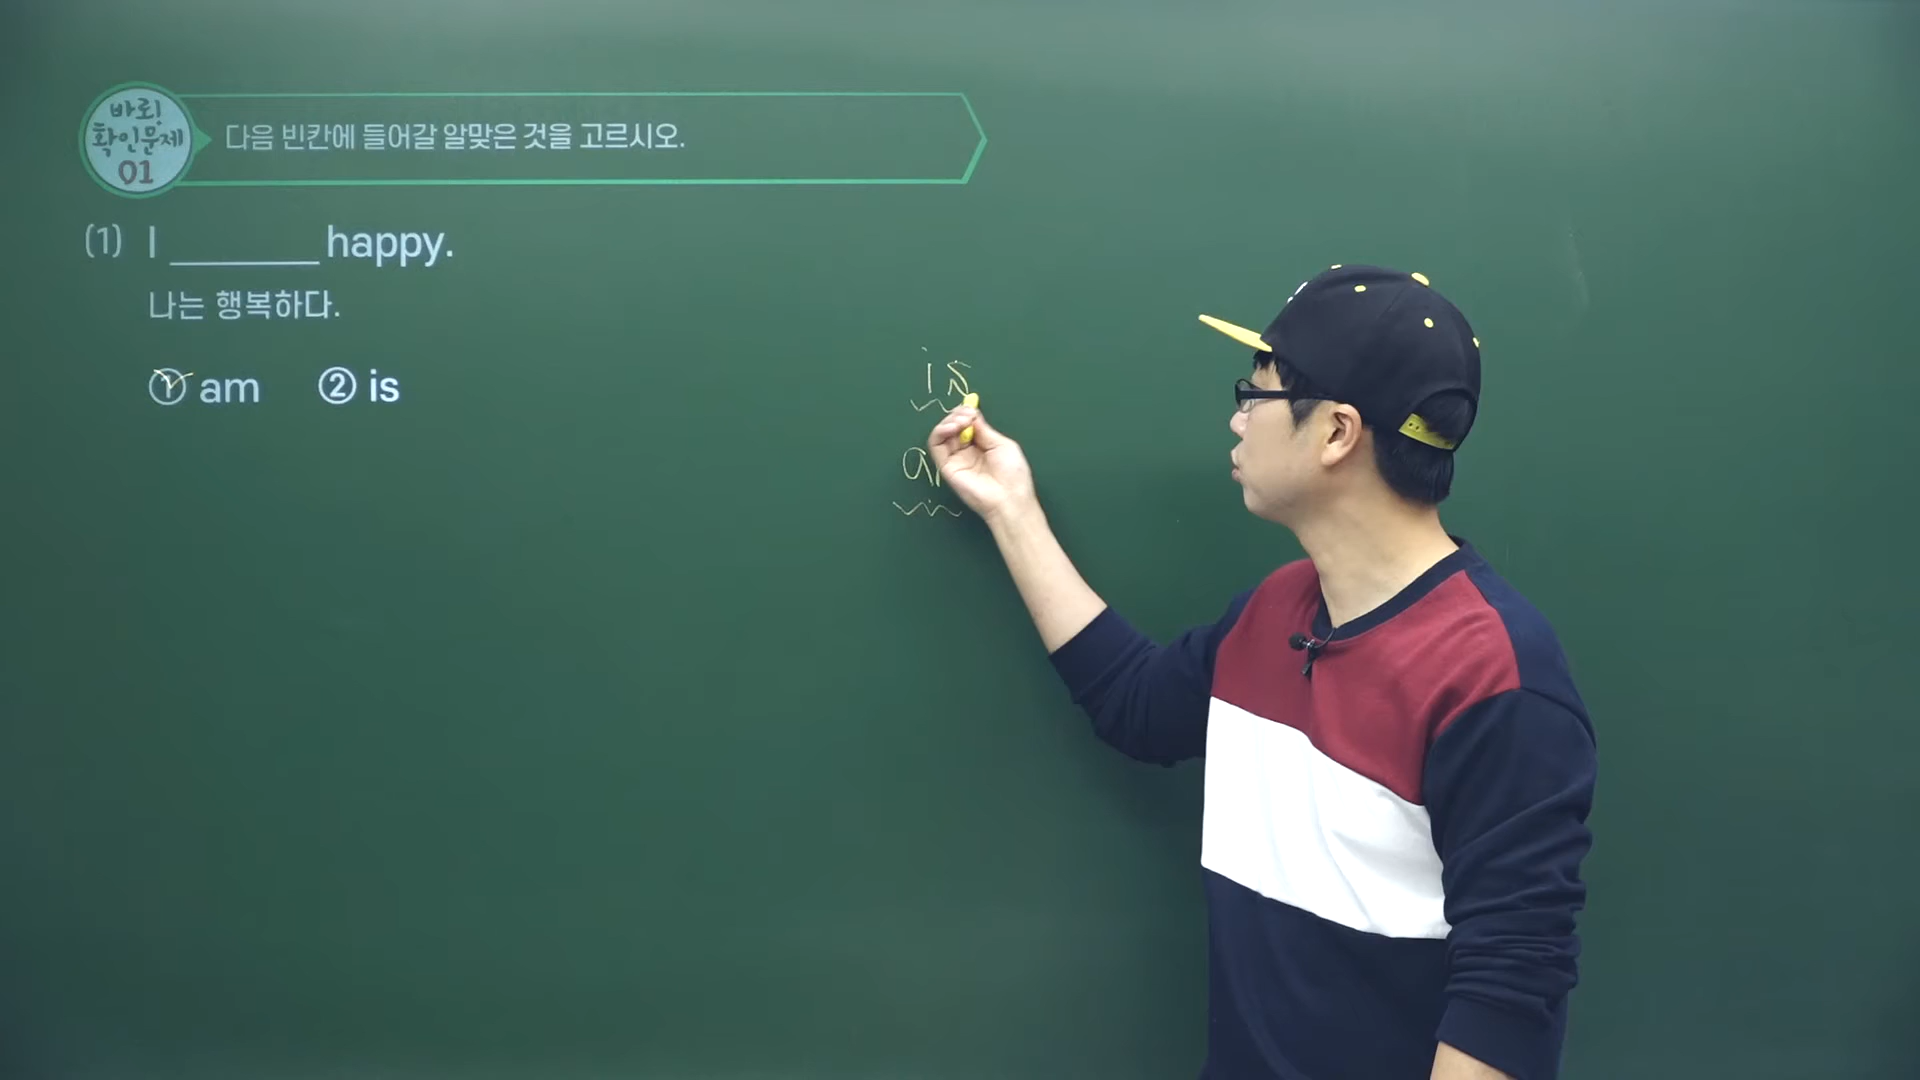 바로!
확인문제
01
다음 빈칸에 들어갈 알맞은 것을 고르시오.
(1) I _______ happy.
나는 행복하다.
① am ② is
is